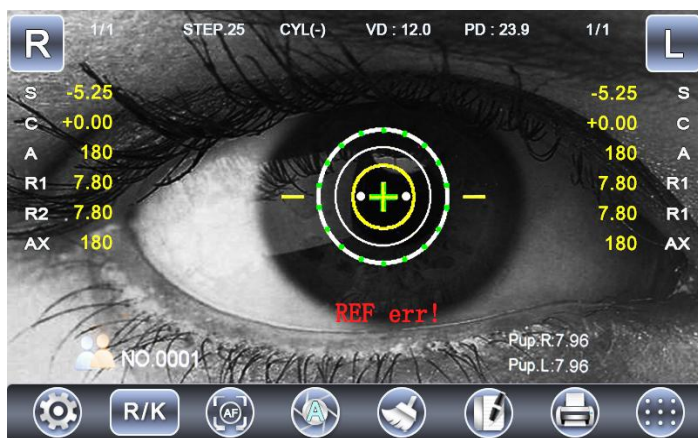 R 1/1 STEP.25 CYL(-) VD : 12.0 PD : 23.9 1/1 L
S -5.25 -5.25 S
C +0.00 +0.00 C
A 180 180 A
R1 7.80 7.80 R1
R2 7.80 7.80 R1
AX 180 180 AX
REF err!
Pup.R:7.96
NO.0001
Pup.L:7.96
R/K AF A